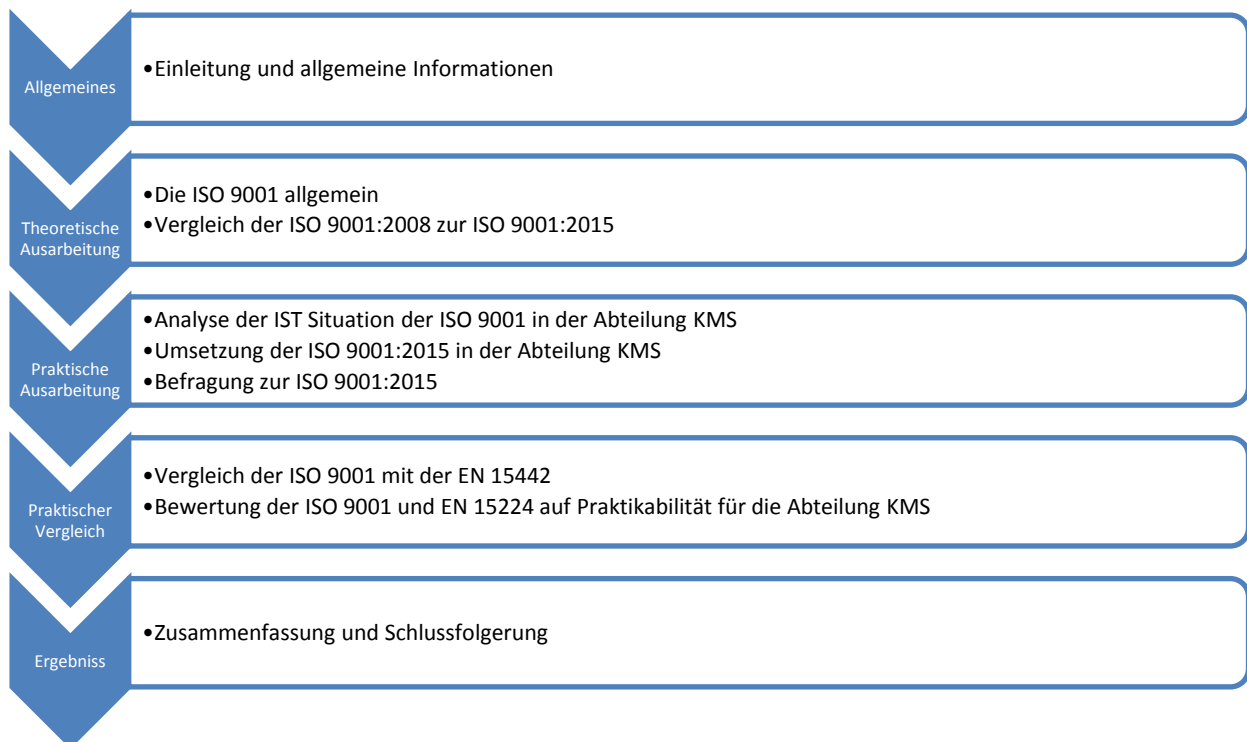 Allgemeines
•Einleitung und allgemeine Informationen
Theoretische
Ausarbeitung
•Die ISO 9001 allgemein
•Vergleich der ISO 9001:2008 zur ISO 9001:2015
Praktische
Ausarbeitung
•Analyse der IST Situation der ISO 9001 in der Abteilung KMS
•Umsetzung der ISO 9001:2015 in der Abteilung KMS
•Befragung zur ISO 9001:2015
Praktischer
Vergleich
•Vergleich der ISO 9001 mit der EN 15442
•Bewertung der ISO 9001 und EN 15224 auf Praktikabilität für die Abteilung KMS
Ergebniss
•Zusammenfassung und Schlussfolgerung